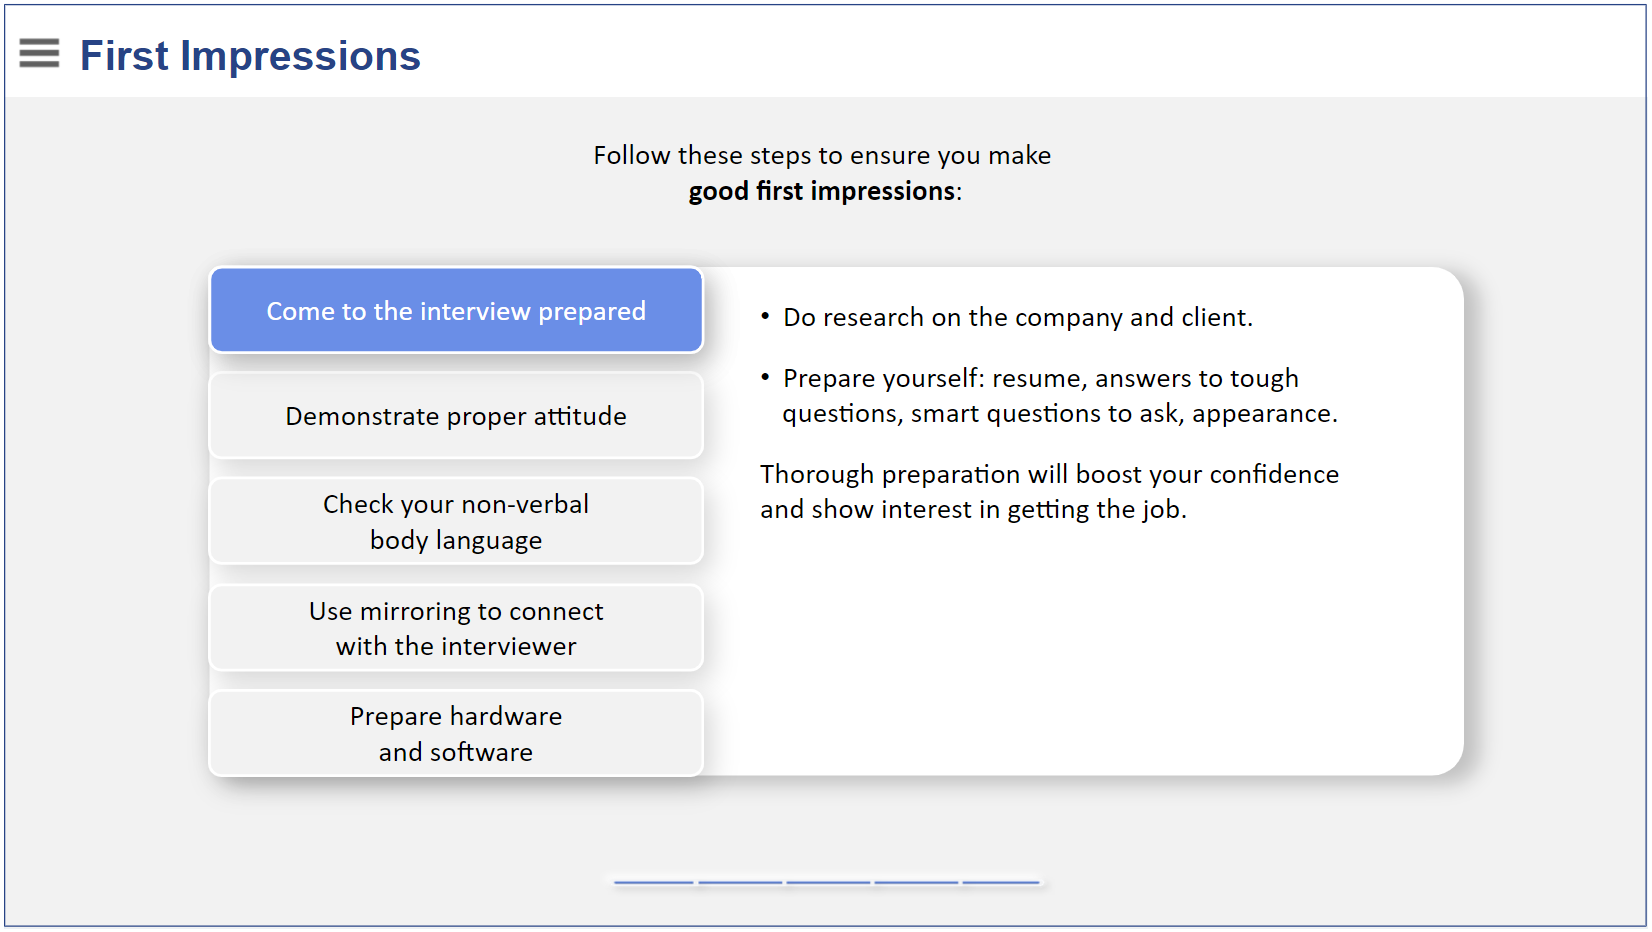 First Impressions
Follow these steps to ensure you make
good first impressions:
Come to the interview prepared
Demonstrate proper attitude
Check your non-verbal
body language
Use mirroring to connect
with the interviewer
Prepare hardware
and software
• Do research on the company and client.
• Prepare yourself: resume, answers to tough
questions, smart questions to ask, appearance.
Thorough preparation will boost your confidence
and show interest in getting the job.